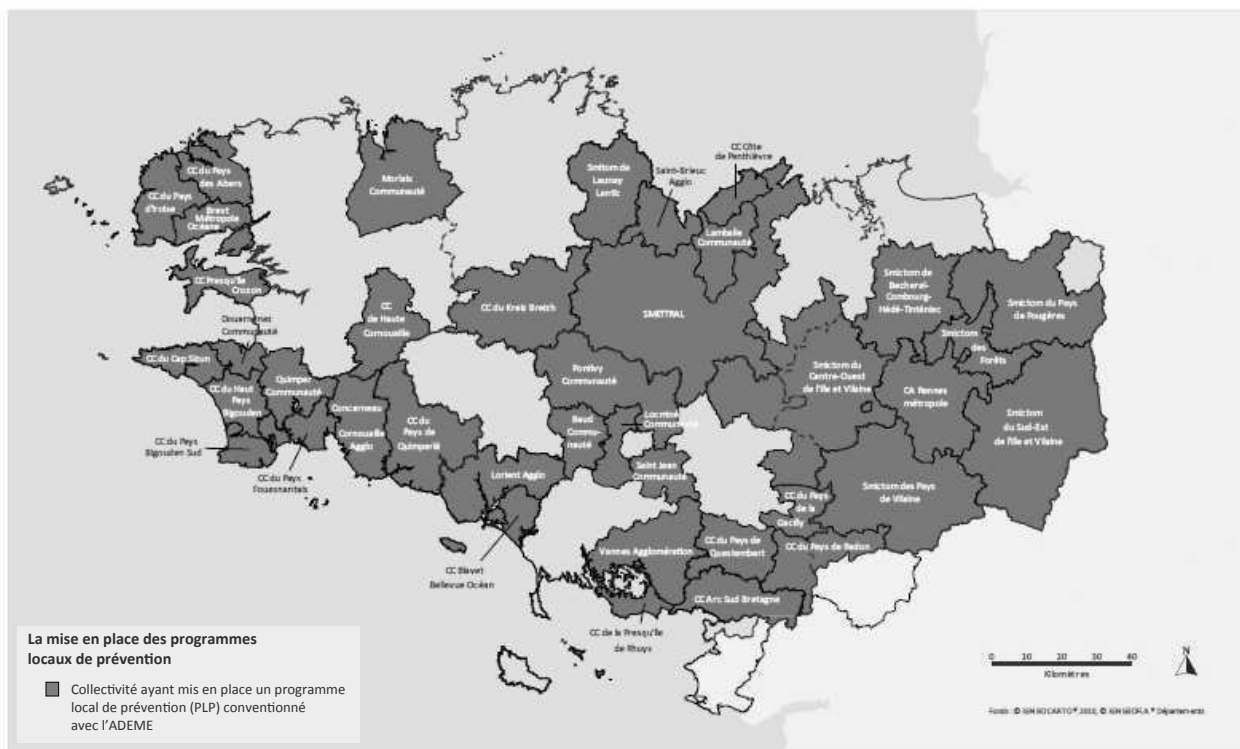 CC du Pays
des Abers
CC du Pays
d'Iroise
Brest
Métropole
Océane
Morlaix
Communauté
Smitom de
Launay
Lantic
Saint-Brieuc
Agglo
CC Côte
de Penthièvre
Lamballe
Communauté
CC Presqu'île
Crozon
Douarnenez
Communauté
CC
de Haute
Cornouaille
CC du Kreiz Breizh
SMETTRAL
Smictom de
Becherel-
Combourg-
Hédé-Tinténiac
Smictom du Pays
de Fougères
Smictom
des
Forêts
CC du Cap Sizun
CC du Haut
Pays
Bigouden
Quimper
Communauté
Concarneau
Cornouaille
Agglo
CC du
Pays de
Quimperlé
Pontivy
Communauté
Smictom du
Centre-Ouest
de l'Ille et Vilaine
CA Rennes
métropole
Smictom
du Sud-Est
de l'Ille et Vilaine
Baud
Commu-
nauté
Locminé
Communauté
CC du Pays
Bigouden Sud
CC du Pays
Fouesnantais
Lorient Agglo
Saint Jean
Communauté
CC du Pays
de la
Gacilly
Smictom des Pays
de Vilaine
CC Blavet
Bellevue Océan
Vannes Agglomération
CC du Pays de
Questembert
CC du Pays de Redon
CC Arc Sud Bretagne
CC de la Presqu'île
de Rhuys
La mise en place des programmes
locaux de prévention
Collectivité ayant mis en place un programme
local de prévention (PLP) conventionné
avec l'ADEME
0 10 20 30 40
Kilomètres
N